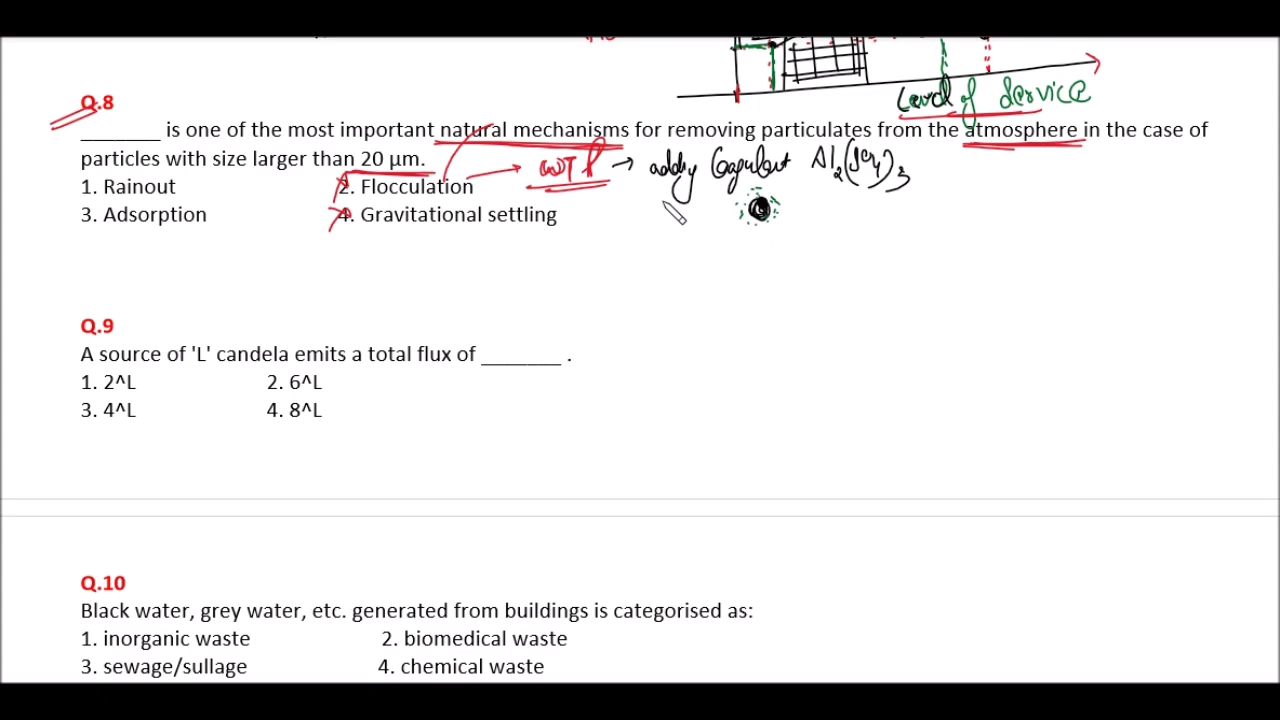 Level of Service
Q.8
________ is one of the most important natural mechanisms for removing particulates from the atmosphere in the case of
particles with size larger than 20 μm.
1. Rainout 2. Flocculation → WTP → adding Coagulant Al2(SO4)3
3. Adsorption 4. Gravitational settling
Q.9
A source of 'L' candela emits a total flux of ________ .
1. 2^L 2. 6^L
3. 4^L 4. 8^L
Q.10
Black water, grey water, etc. generated from buildings is categorised as:
1. inorganic waste 2. biomedical waste
3. sewage/sullage 4. chemical waste